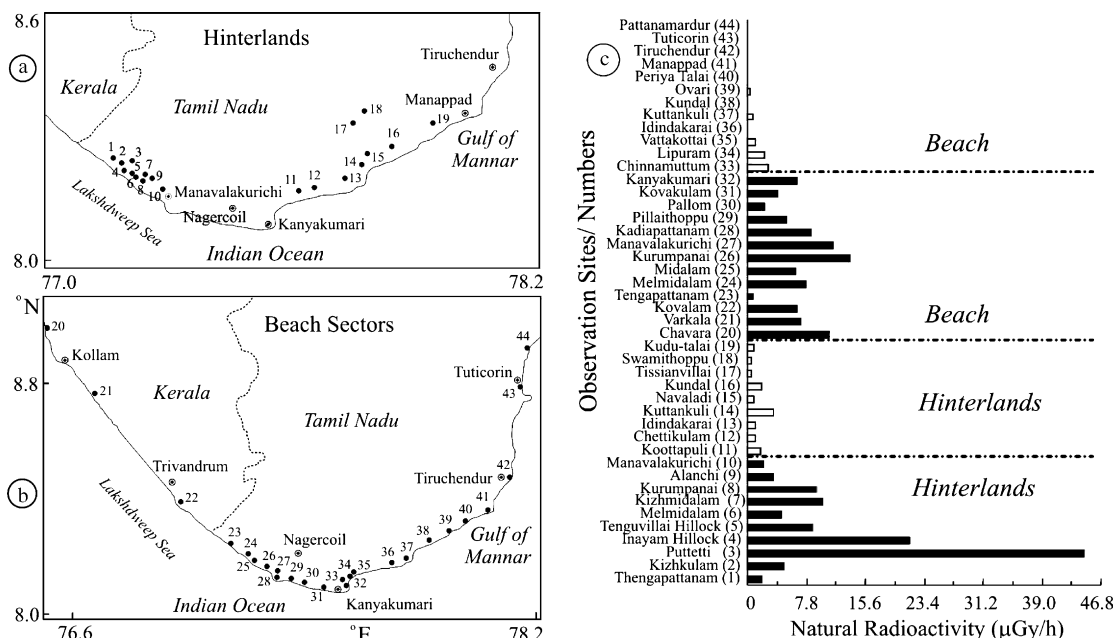 8.6
a
Hinterlands
Tiruchendur
Kerala
Tamil Nadu
Manappad
18
17
19
Gulf of
Mannar
16
15
14
13
12
11
1
2
3
4
5
6
7
8
9
10
Manavalakurichi
Nagercoil
Kanyakumari
Lakshdweep Sea
Indian Ocean
8.0
77.0
78.2
°N
Beach Sectors
20
Kollam
44
Tuticorin
43
8.8
21
Kerala
Tamil Nadu
Trivandrum
Tiruchendur
42
b
22
Lakshdweep Sea
41
40
39
38
Gulf of
Mannar
37
36
23
24
25
26
27
28
29
30
31
32
33
34
35
Nagercoil
Kanyakumari
Indian Ocean
8.0
76.6
°E
78.2
c
Observation Sites/ Numbers
Pattanamardur (44)
Tuticorin (43)
Tiruchendur (42)
Manappad (41)
Periya Talai (40)
Ovari (39)
Kundal (38)
Kuttankuli (37)
Idindakarai (36)
Vattakottai (35)
Lipuram (34)
Chinnamuttum (33)
Kanyakumari (32)
Kovakulam (31)
Pallom (30)
Pillaithoppu (29)
Kadiapattanam (28)
Manavalakurichi (27)
Kurumpanai (26)
Midalam (25)
Melmidalam (24)
Tengapattanam (23)
Kovalam (22)
Varkala (21)
Chavara (20)
Kudu-talai (19)
Swamithoppu (18)
Tissianvillai (17)
Kundal (16)
Navaladi (15)
Kuttankuli (14)
Idindakarai (13)
Chettikulam (12)
Koottapuli (11)
Manavalakurichi (10)
Alanchi (9)
Kurumpanai (8)
Kizhmidalam (7)
Melmidalam (6)
Tenguvillai Hillock (5)
Inayam Hillock (4)
Puttetti (3)
Kizhkulam (2)
Thengapattanam (1)
Beach
Beach
Hinterlands
Hinterlands
0 7.8 15.6 23.4 31.2 39.0 46.8
Natural Radioactivity (µGy/h)